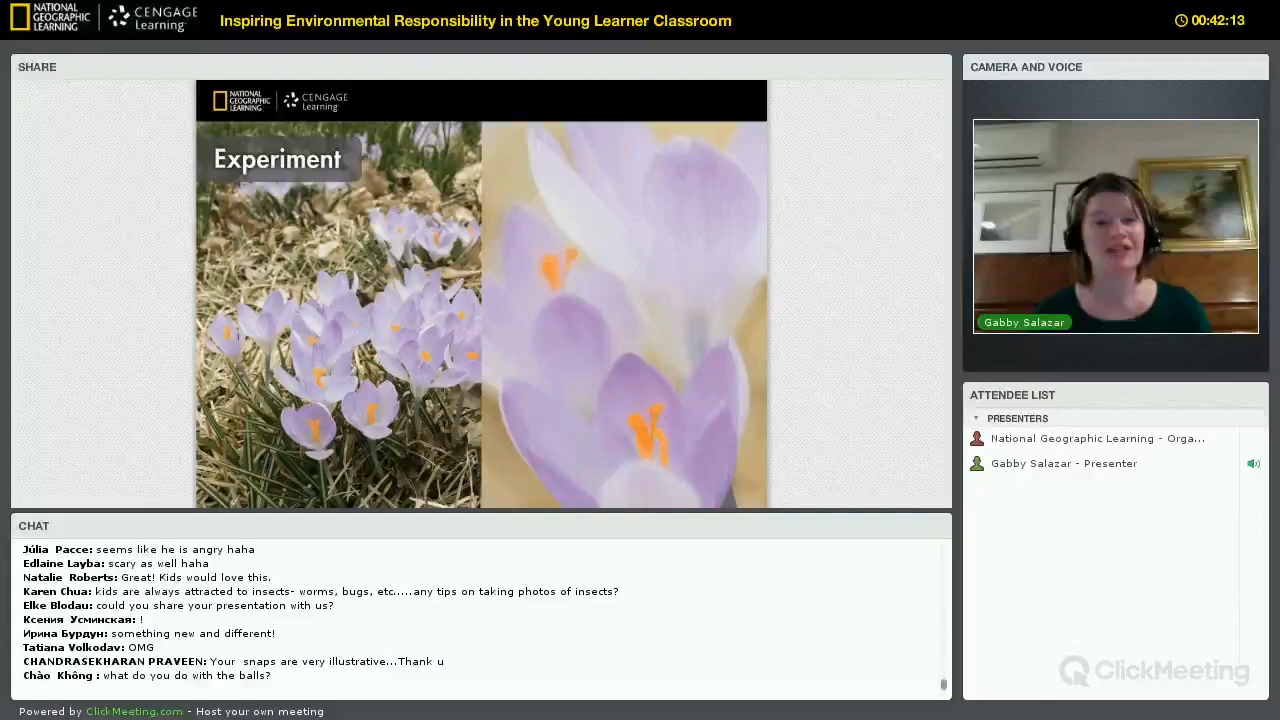 NATIONAL
GEOGRAPHIC
LEARNING
CENGAGE
Learning
Inspiring Environmental Responsibility in the Young Learner Classroom
00:42:13
SHARE
NATIONAL
GEOGRAPHIC
LEARNING
CENGAGE
Learning
Experiment
CAMERA AND VOICE
Gabby Salazar
ATTENDEE LIST
PRESENTERS
National Geographic Learning - Orga...
Gabby Salazar - Presenter
CHAT
Júlia Pacce: seems like he is angry haha
Edlaine Layba: scary as well haha
Natalie Roberts: Great! Kids would love this.
Karen Chua: kids are always attracted to insects- worms, bugs, etc.....any tips on taking photos of insects?
Elke Blodau: could you share your presentation with us?
Ксения Усминская: !
Ирина Бурдун: something new and different!
Tatiana Volkodav: OMG
CHANDRASEKHARAN PRAVEEN: Your snaps are very illustrative...Thank u
Chào Không : what do you do with the balls?
ClickMeeting
Powered by ClickMeeting.com - Host your own meeting